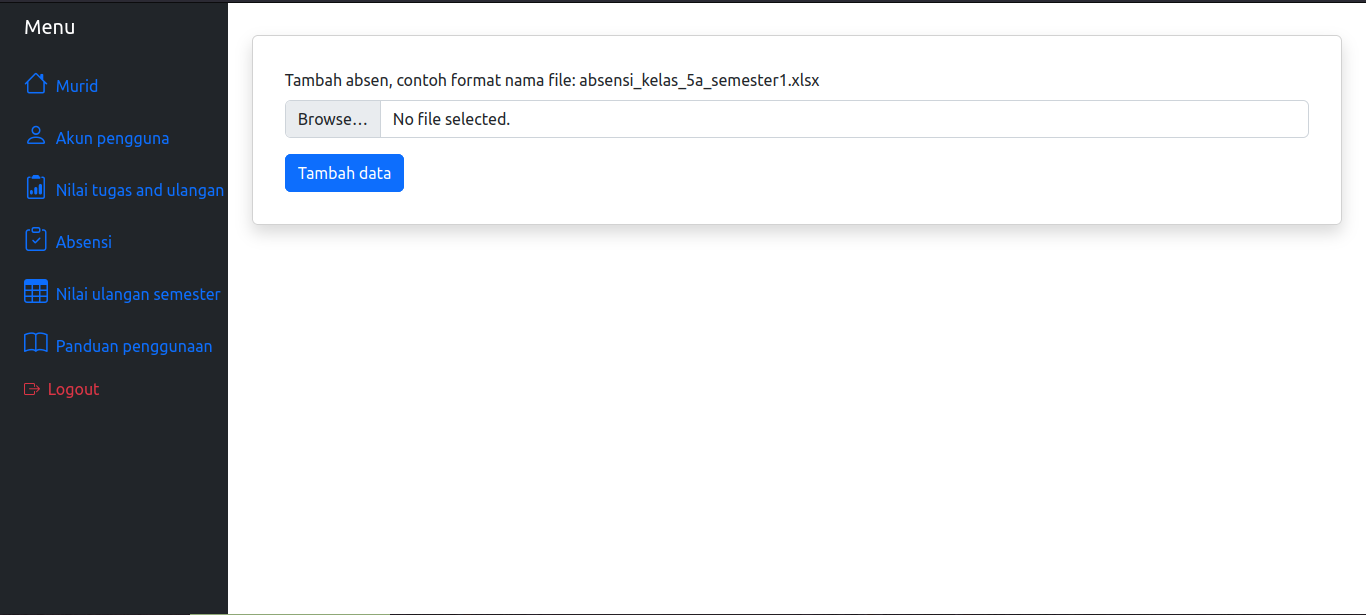 Menu
Murid
Akun pengguna
Nilai tugas and ulangan
Absensi
Nilai ulangan semester
Panduan penggunaan
Logout
Tambah absen, contoh format nama file: absensi_kelas_5a_semester1.xlsx
Browse... No file selected.
Tambah data